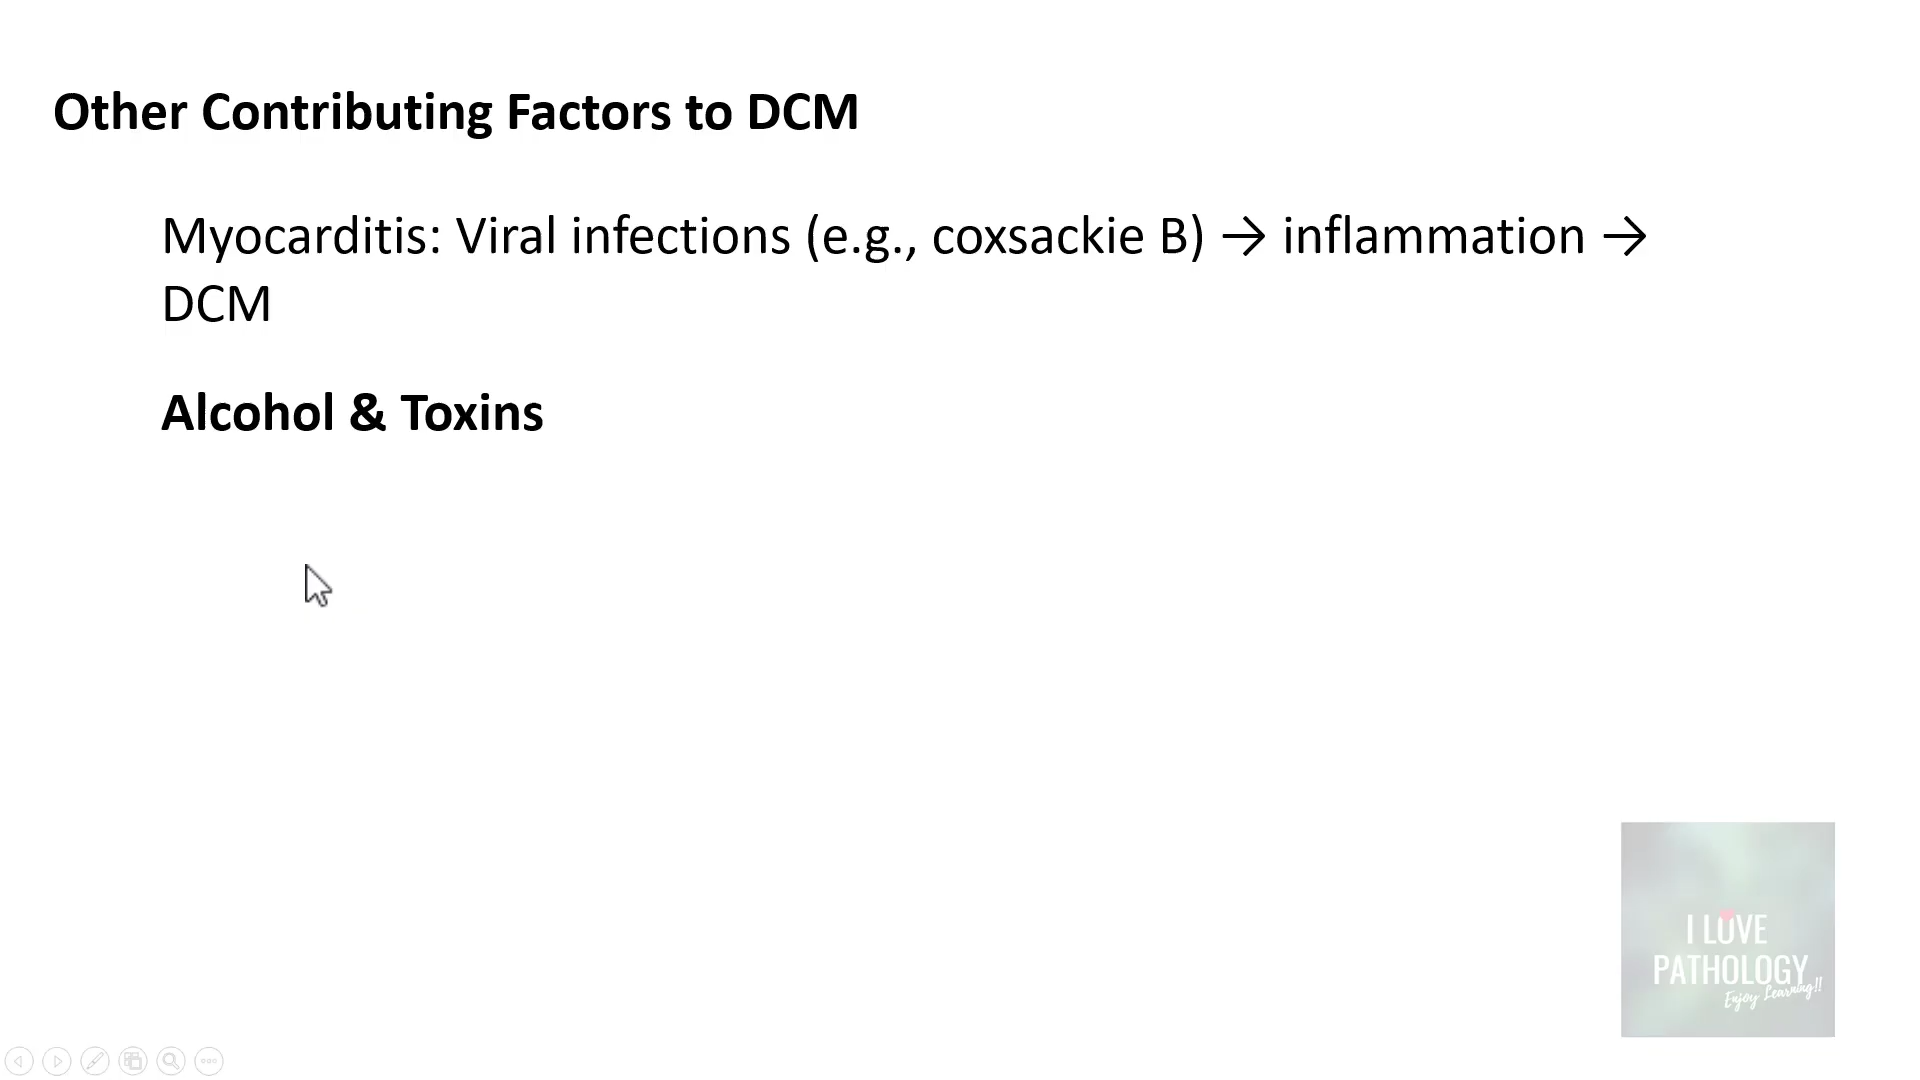 Other Contributing Factors to DCM
Myocarditis: Viral infections (e.g., coxsackie B) → inflammation →
DCM
Alcohol & Toxins
I LOVE
PATHOLOGY
Enjoy Learning!!